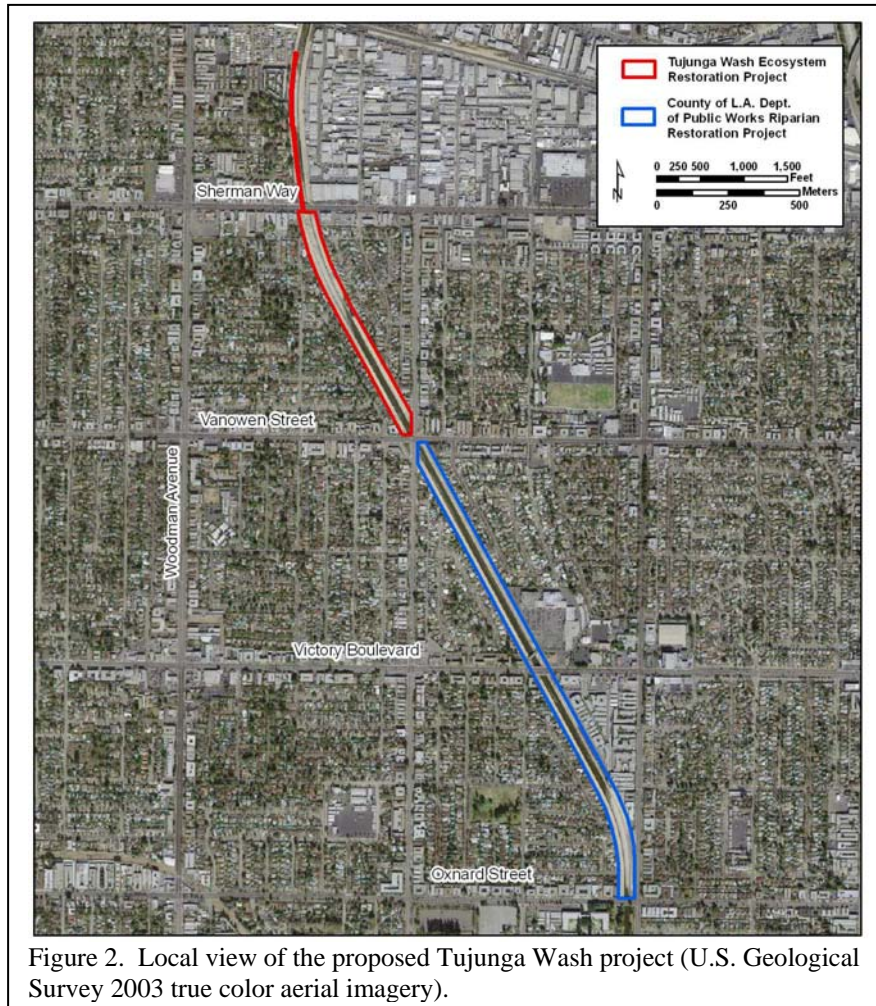 Tujunga Wash Ecosystem
Restoration Project
County of L.A. Dept.
of Public Works Riparian
Restoration Project
N
0 250 500 1,000 1,500
Feet
Meters
0 250 500
Sherman Way
Vanowen Street
Woodman Avenue
Victory Boulevard
Oxnard Street
Figure 2.  Local view of the proposed Tujunga Wash project (U.S. Geological
Survey 2003 true color aerial imagery).